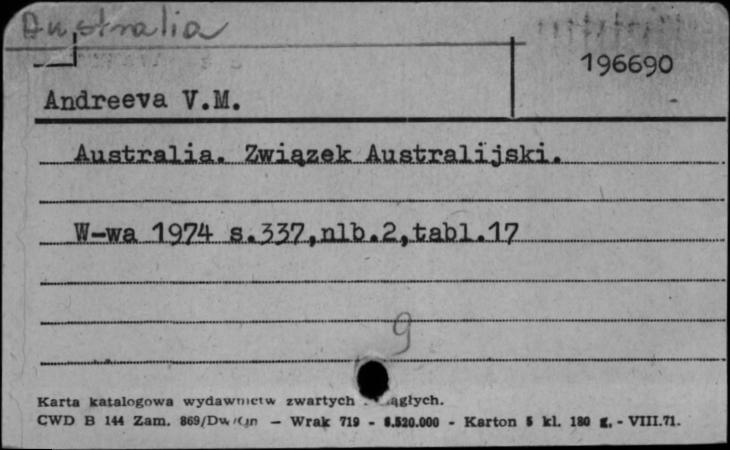 Australia
196690
Andreeva V.M.
Australia. Związek Australijski.
W-wa 1974 s.337,nlb.2,tabl.17
9
Karta katalogowa wydawnictw zwartych ągłych.
CWD B 144 Zam. 869/ — Wrak 719 - 8.520.000 - Karton 5 kl. 180 g. - VIII.71.